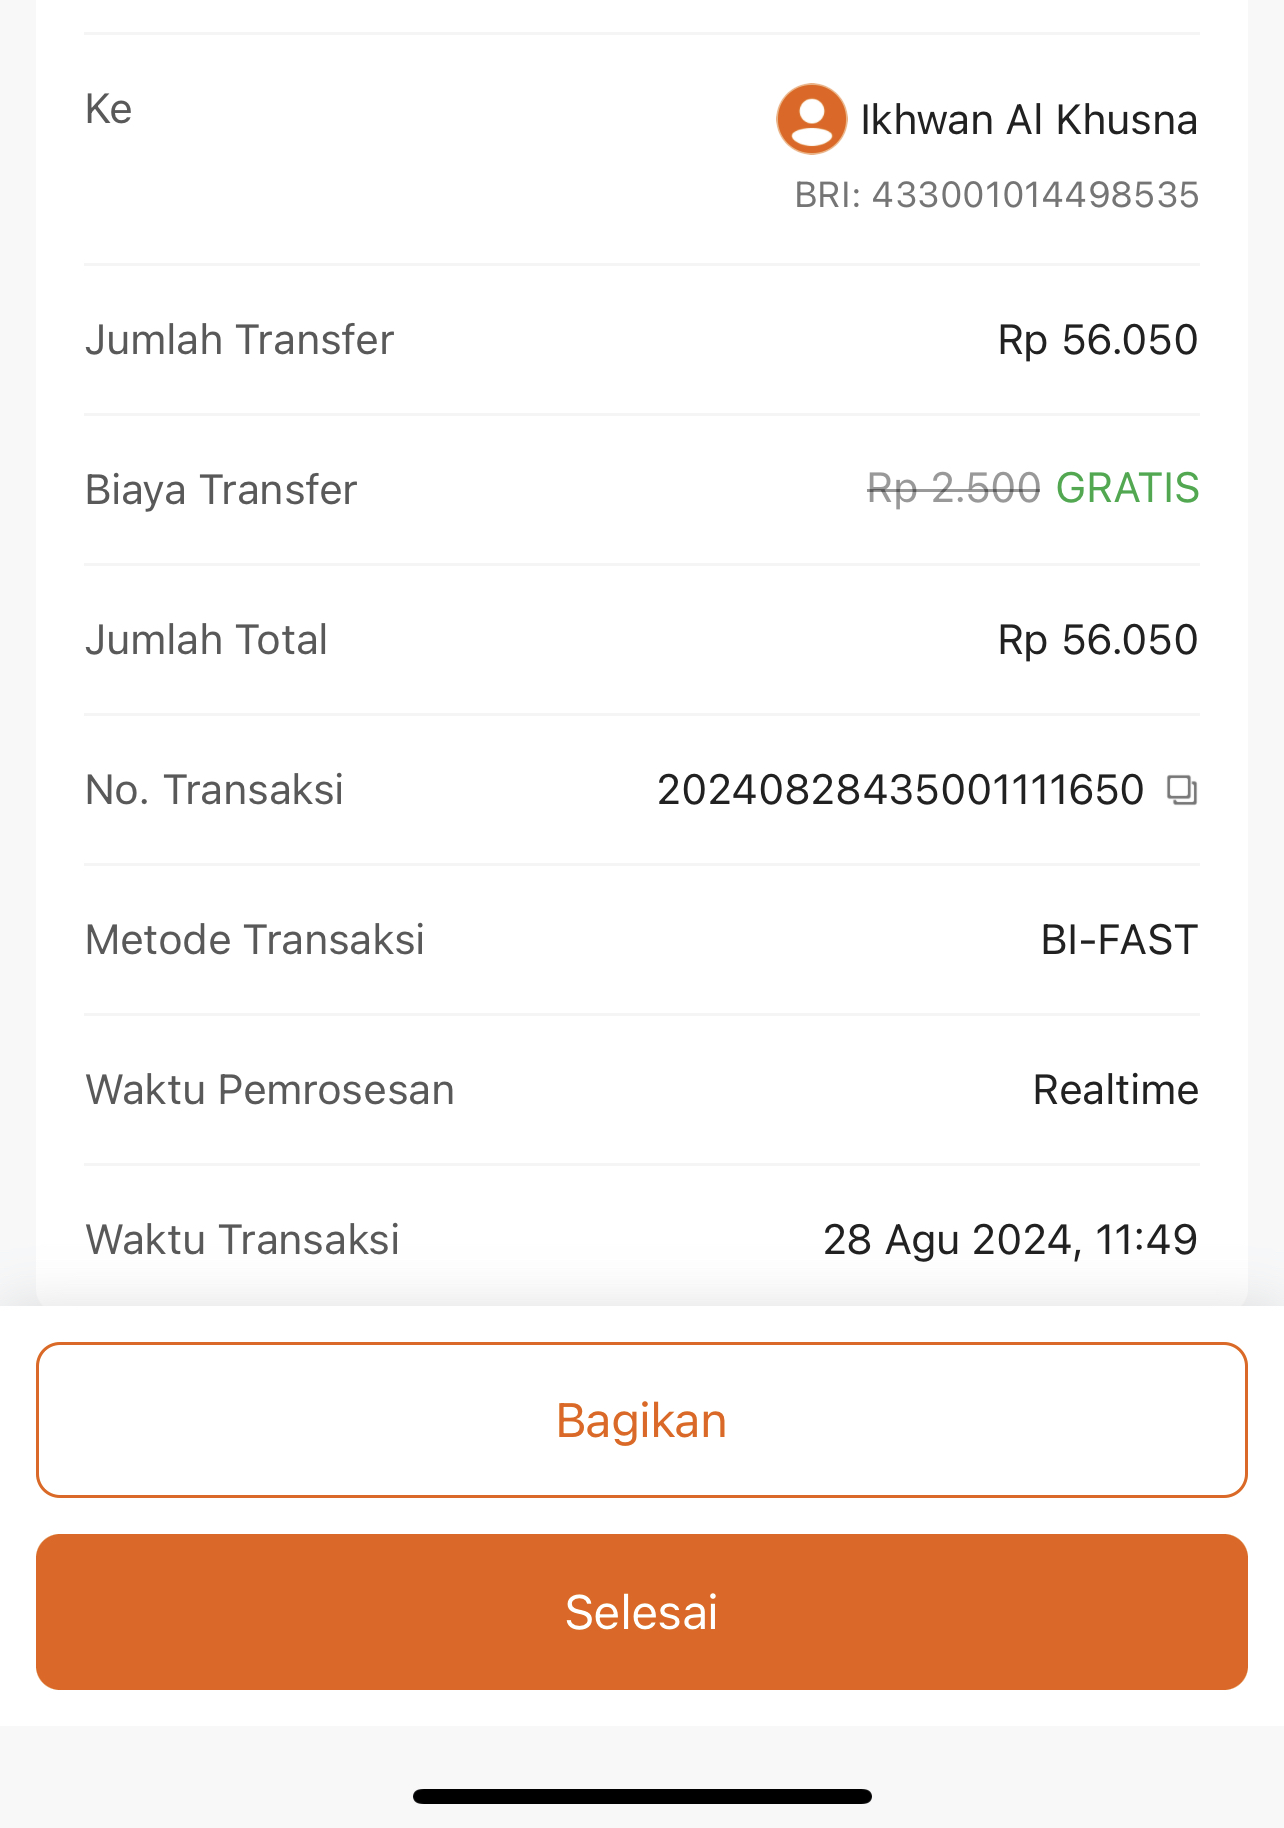 Ke
Ikhwan Al Khusna
BRI: 433001014498535
Jumlah Transfer Rp 56.050
Biaya Transfer Rp 2.500 GRATIS
Jumlah Total Rp 56.050
No. Transaksi 20240828435001111650
Metode Transaksi BI-FAST
Waktu Pemrosesan Realtime
Waktu Transaksi 28 Agu 2024, 11:49
Bagikan
Selesai